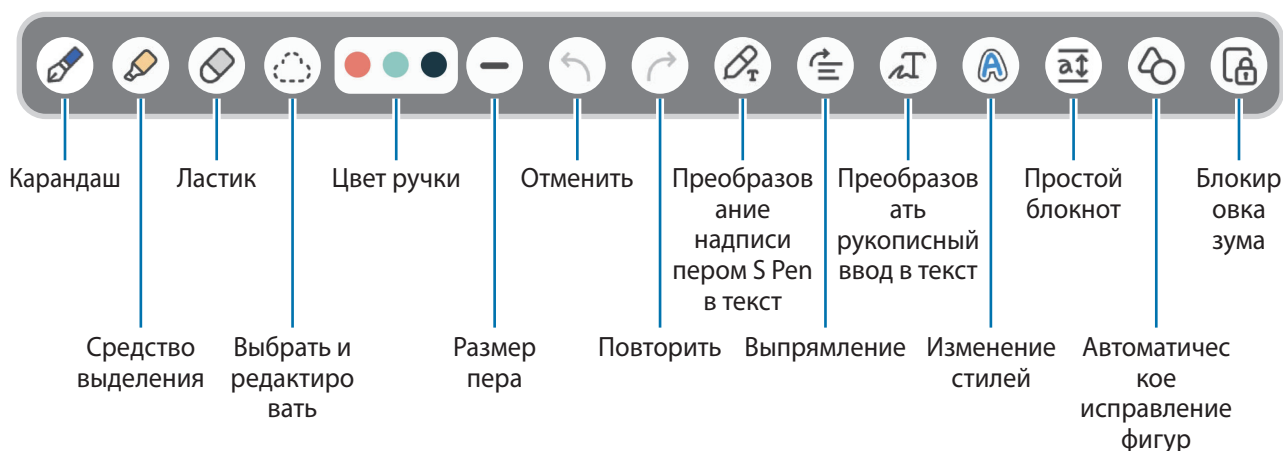 Карандаш
Ластик
Цвет ручки
Отменить
Преобразов
ание
надписи
пером S Pen
в текст
Преобразов
ать
рукописный
ввод в текст
Простой
блокнот
Блокир
овка
зума
Средство
выделения
Выбрать и
редактиро
вать
Размер
пера
Повторить
Выпрямление
Изменение
стилей
Автоматичес
кое
исправление
фигур